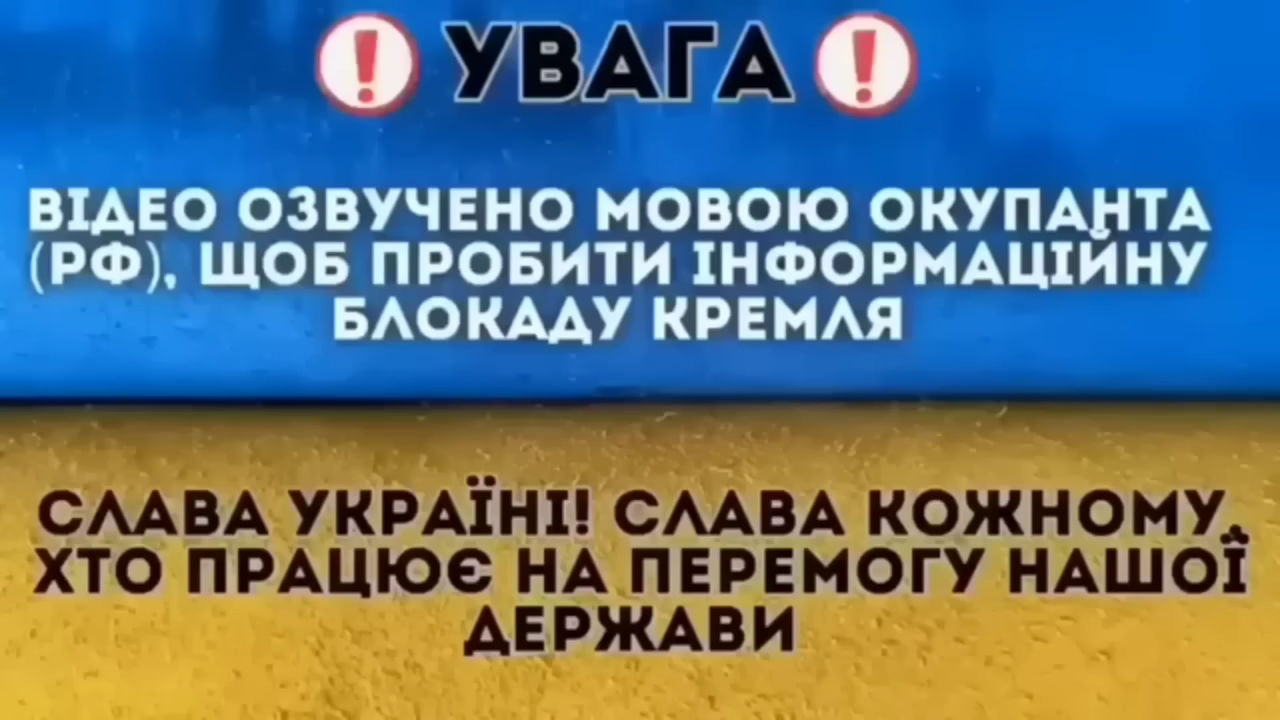 УВАГА
ВІДЕО ОЗВУЧЕНО МОВОЮ ОКУПАНТА
(РФ), ЩОБ ПРОБИТИ ІНФОРМАЦІЙНУ
БЛОКАДУ КРЕМЛЯ
СЛАВА УКРАЇНІ! СЛАВА КОЖНОМУ,
ХТО ПРАЦЮЄ НА ПЕРЕМОГУ НАШОЇ
ДЕРЖАВИ